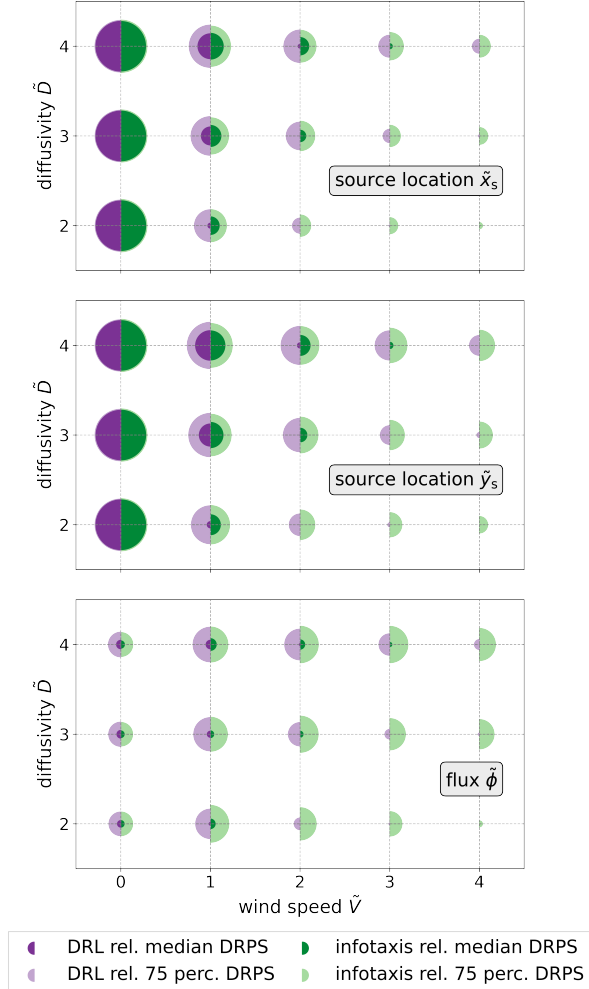 4
3
2
diffusivity D̃
source location x̃ₛ
4
3
2
diffusivity D̃
source location ỹₛ
4
3
2
diffusivity D̃
flux ϕ̃
0 1 2 3 4
wind speed Ṽ
DRL rel. median DRPS infotaxis rel. median DRPS
DRL rel. 75 perc. DRPS infotaxis rel. 75 perc. DRPS